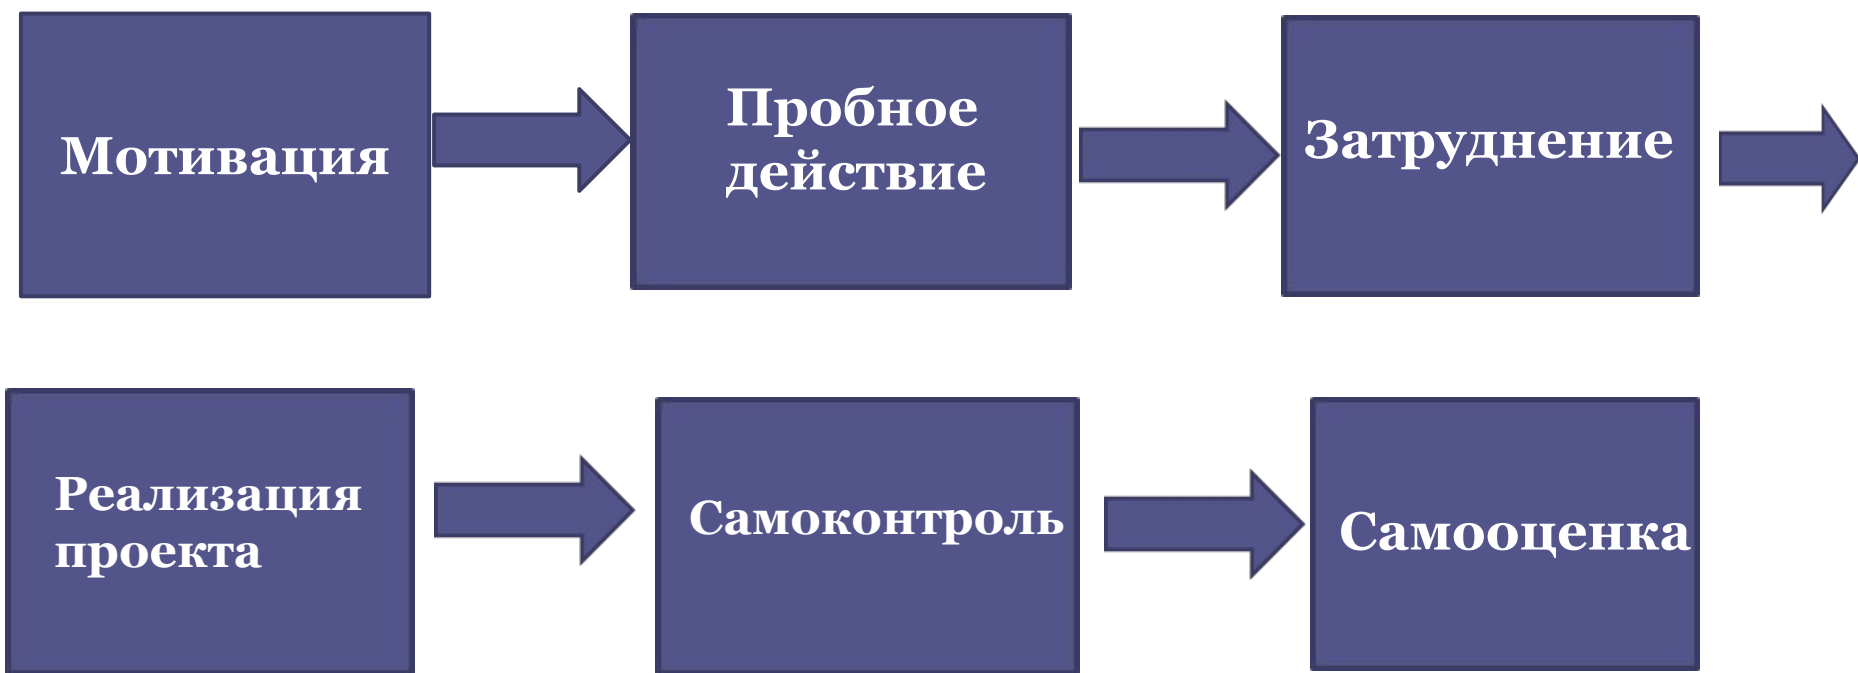 Мотивация
Пробное
действие
Затруднение
Реализация
проекта
Самоконтроль
Самооценка